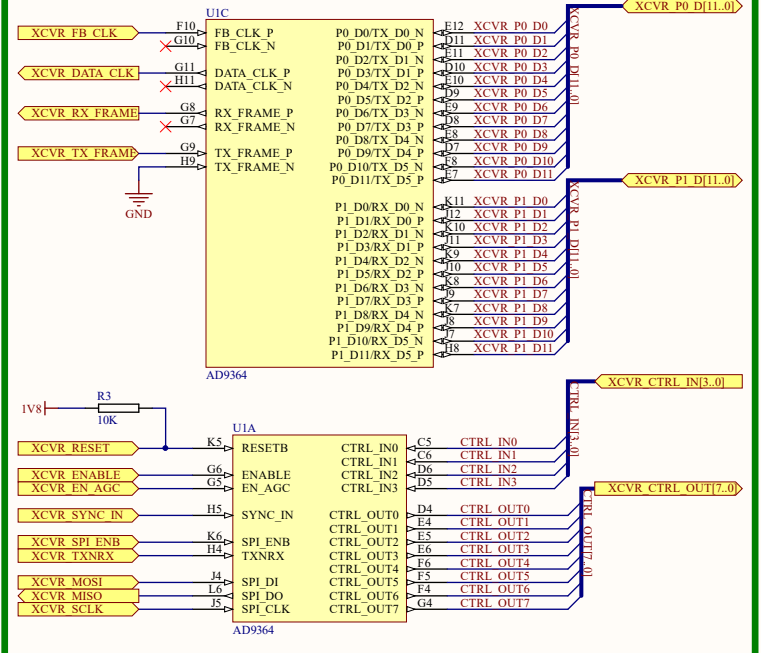 U1C
XCVR_P0_D[11..0]
XCVR_FB_CLK F10 FB_CLK_P P0_D0/TX_D0_N E12 XCVR_P0_D0
G10 FB_CLK_N P0_D1/TX_D0_P D11 XCVR_P0_D1
P0_D2/TX_D1_N E11 XCVR_P0_D2
XCVR_DATA_CLK G11 DATA_CLK_P P0_D3/TX_D1_P D10 XCVR_P0_D3
H11 DATA_CLK_N P0_D4/TX_D2_N E10 XCVR_P0_D4
P0_D5/TX_D2_P D9 XCVR_P0_D5
XCVR_RX_FRAME G8 RX_FRAME_P P0_D6/TX_D3_N E9 XCVR_P0_D6
G7 RX_FRAME_N P0_D7/TX_D3_P D8 XCVR_P0_D7
P0_D8/TX_D4_N E8 XCVR_P0_D8
XCVR_TX_FRAME G9 TX_FRAME_P P0_D9/TX_D4_P D7 XCVR_P0_D9
H9 TX_FRAME_N P0_D10/TX_D5_N F8 XCVR_P0_D10
P0_D11/TX_D5_P E7 XCVR_P0_D11
XCVR_P0_D[11..0]
GND
XCVR_P1_D[11..0]
P1_D0/RX_D0_N K11 XCVR_P1_D0
P1_D1/RX_D0_P J12 XCVR_P1_D1
P1_D2/RX_D1_N K10 XCVR_P1_D2
P1_D3/RX_D1_P J11 XCVR_P1_D3
P1_D4/RX_D2_N K9 XCVR_P1_D4
P1_D5/RX_D2_P J10 XCVR_P1_D5
P1_D6/RX_D3_N K8 XCVR_P1_D6
P1_D7/RX_D3_P J9 XCVR_P1_D7
P1_D8/RX_D4_N K7 XCVR_P1_D8
P1_D9/RX_D4_P J8 XCVR_P1_D9
P1_D10/RX_D5_N J7 XCVR_P1_D10
P1_D11/RX_D5_P H8 XCVR_P1_D11
XCVR_P1_D[11..0]
AD9364
XCVR_CTRL_IN[3..0]
R3
1V8
10K
U1A
XCVR_RESET K5 RESETB CTRL_IN0 C5 CTRL_IN0
CTRL_IN1 C6 CTRL_IN1
XCVR_ENABLE G6 ENABLE CTRL_IN2 D6 CTRL_IN2
XCVR_EN_AGC G5 EN_AGC CTRL_IN3 D5 CTRL_IN3
CTRL_IN[3..0]
XCVR_CTRL_OUT[7..0]
XCVR_SYNC_IN H5 SYNC_IN CTRL_OUT0 D4 CTRL_OUT0
CTRL_OUT1 E4 CTRL_OUT1
XCVR_SPI_ENB K6 SPI_ENB CTRL_OUT2 E5 CTRL_OUT2
XCVR_TXNRX H4 TXNRX CTRL_OUT3 E6 CTRL_OUT3
CTRL_OUT4 F6 CTRL_OUT4
XCVR_MOSI J4 SPI_DI CTRL_OUT5 F5 CTRL_OUT5
XCVR_MISO L6 SPI_DO CTRL_OUT6 F4 CTRL_OUT6
XCVR_SCLK J5 SPI_CLK CTRL_OUT7 G4 CTRL_OUT7
CTRL_OUT[7..0]
AD9364